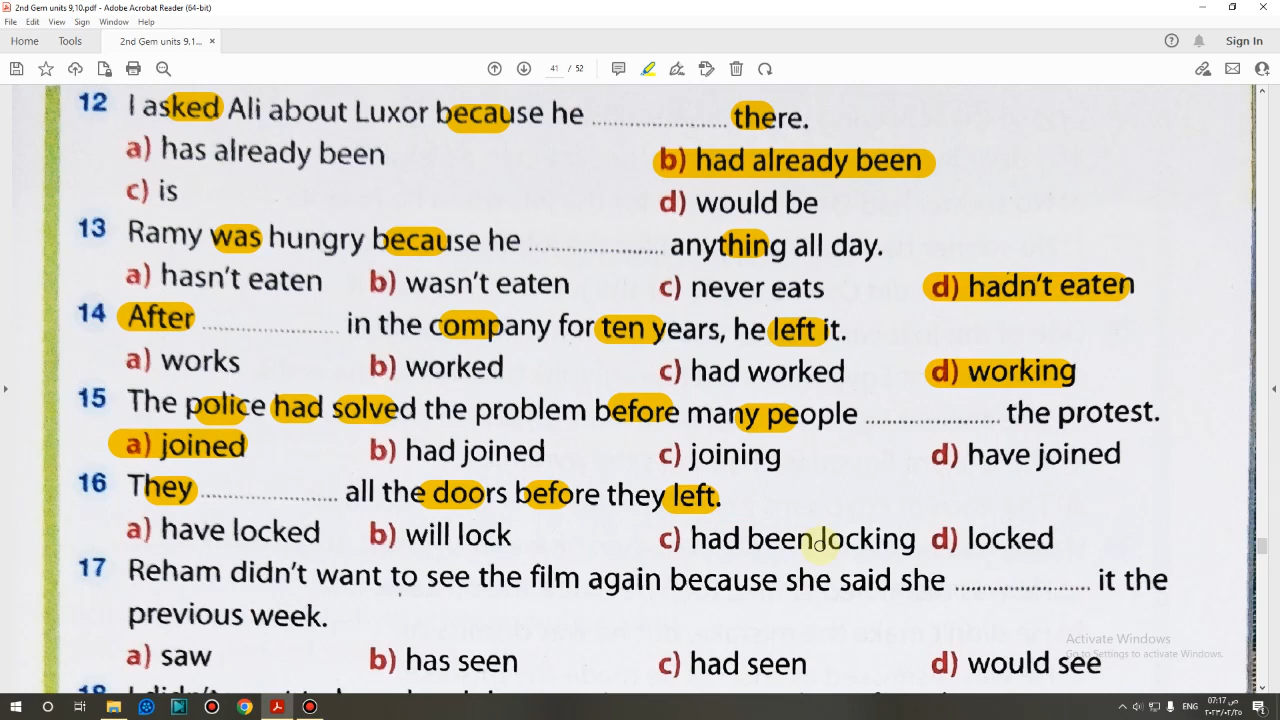 2nd Gem units 9,10.pdf - Adobe Acrobat Reader (64-bit)
File Edit View Sign Window Help
Home Tools 2nd Gem units 9,1... × Sign In
41 / 52
12 I asked Ali about Luxor because he .................... there.
a) has already been b) had already been
c) is d) would be
13 Ramy was hungry because he .................... anything all day.
a) hasn't eaten b) wasn't eaten c) never eats d) hadn't eaten
14 After .................... in the company for ten years, he left it.
a) works b) worked c) had worked d) working
15 The police had solved the problem before many people .................... the protest.
a) joined b) had joined c) joining d) have joined
16 They .................... all the doors before they left.
a) have locked b) will lock c) had been locking d) locked
17 Reham didn't want to see the film again because she said she .................... it the
previous week.
a) saw b) has seen c) had seen d) would see
Activate Windows
Go to Settings to activate Windows.
ENG 07:17 ص
٢٠٢٣/٠٢/٢٥